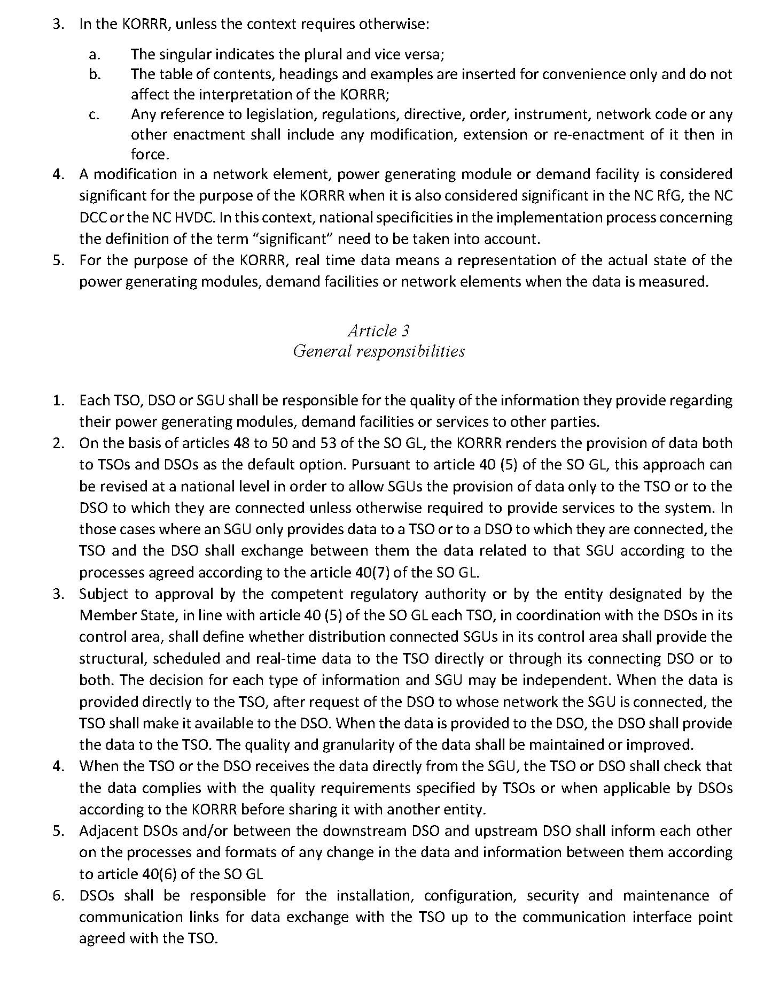 3. In the KORRR, unless the context requires otherwise:
a. The singular indicates the plural and vice versa;
b. The table of contents, headings and examples are inserted for convenience only and do not
affect the interpretation of the KORRR;
c. Any reference to legislation, regulations, directive, order, instrument, network code or any
other enactment shall include any modification, extension or re-enactment of it then in
force.
4. A modification in a network element, power generating module or demand facility is considered
significant for the purpose of the KORRR when it is also considered significant in the NC RfG, the NC
DCC or the NC HVDC. In this context, national specificities in the implementation process concerning
the definition of the term “significant” need to be taken into account.
5. For the purpose of the KORRR, real time data means a representation of the actual state of the
power generating modules, demand facilities or network elements when the data is measured.
Article 3
General responsibilities
1. Each TSO, DSO or SGU shall be responsible for the quality of the information they provide regarding
their power generating modules, demand facilities or services to other parties.
2. On the basis of articles 48 to 50 and 53 of the SO GL, the KORRR renders the provision of data both
to TSOs and DSOs as the default option. Pursuant to article 40 (5) of the SO GL, this approach can
be revised at a national level in order to allow SGUs the provision of data only to the TSO or to the
DSO to which they are connected unless otherwise required to provide services to the system. In
those cases where an SGU only provides data to a TSO or to a DSO to which they are connected, the
TSO and the DSO shall exchange between them the data related to that SGU according to the
processes agreed according to the article 40(7) of the SO GL.
3. Subject to approval by the competent regulatory authority or by the entity designated by the
Member State, in line with article 40 (5) of the SO GL each TSO, in coordination with the DSOs in its
control area, shall define whether distribution connected SGUs in its control area shall provide the
structural, scheduled and real-time data to the TSO directly or through its connecting DSO or to
both. The decision for each type of information and SGU may be independent. When the data is
provided directly to the TSO, after request of the DSO to whose network the SGU is connected, the
TSO shall make it available to the DSO. When the data is provided to the DSO, the DSO shall provide
the data to the TSO. The quality and granularity of the data shall be maintained or improved.
4. When the TSO or the DSO receives the data directly from the SGU, the TSO or DSO shall check that
the data complies with the quality requirements specified by TSOs or when applicable by DSOs
according to the KORRR before sharing it with another entity.
5. Adjacent DSOs and/or between the downstream DSO and upstream DSO shall inform each other
on the processes and formats of any change in the data and information between them according
to article 40(6) of the SO GL
6. DSOs shall be responsible for the installation, configuration, security and maintenance of
communication links for data exchange with the TSO up to the communication interface point
agreed with the TSO.